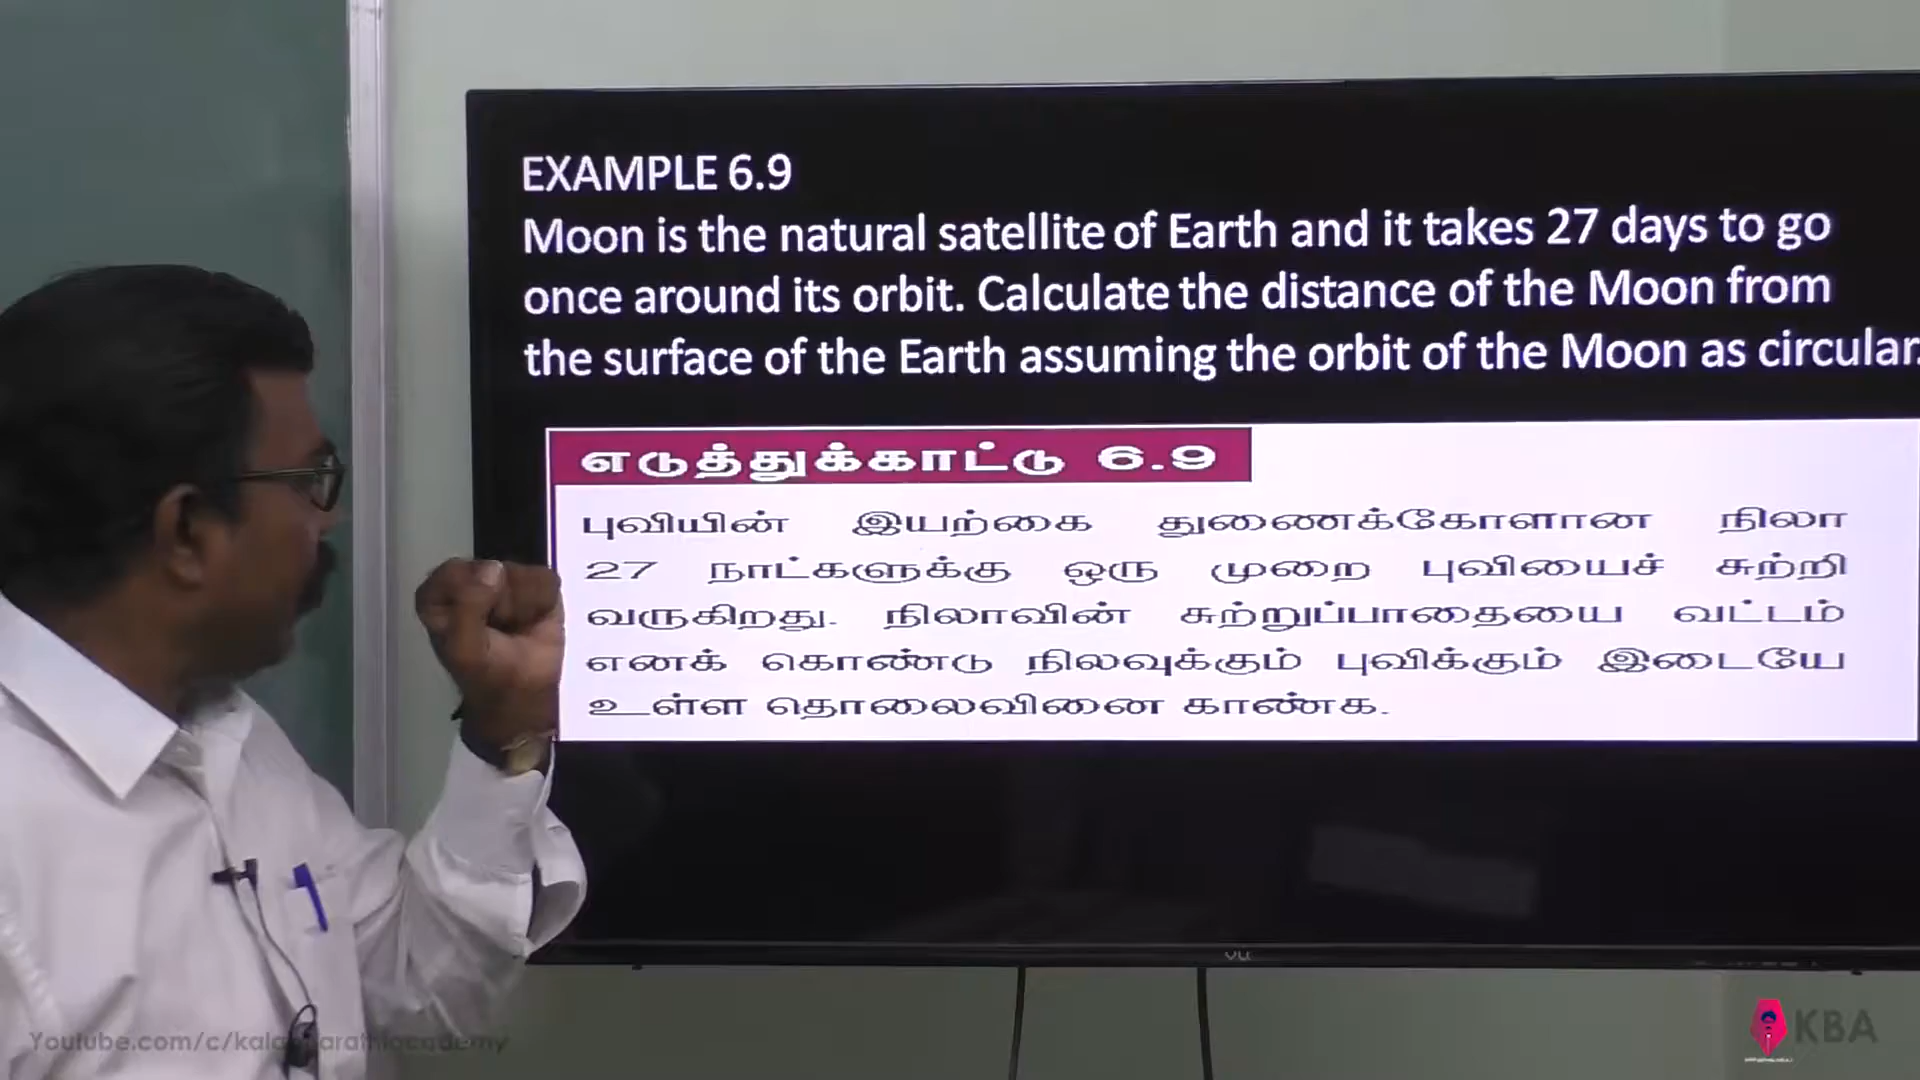 EXAMPLE 6.9
Moon is the natural satellite of Earth and it takes 27 days to go
once around its orbit. Calculate the distance of the Moon from
the surface of the Earth assuming the orbit of the Moon as circular.
எடுத்துக்காட்டு 6.9
புவியின் இயற்கை துணைக்கோளான நிலா
27 நாட்களுக்கு ஒரு முறை புவியைச் சுற்றி
வருகிறது. நிலாவின் சுற்றுப்பாதையை வட்டம்
எனக் கொண்டு நிலவுக்கும் புவிக்கும் இடையே
உள்ள தொலைவினை காண்க.
vu
KBA